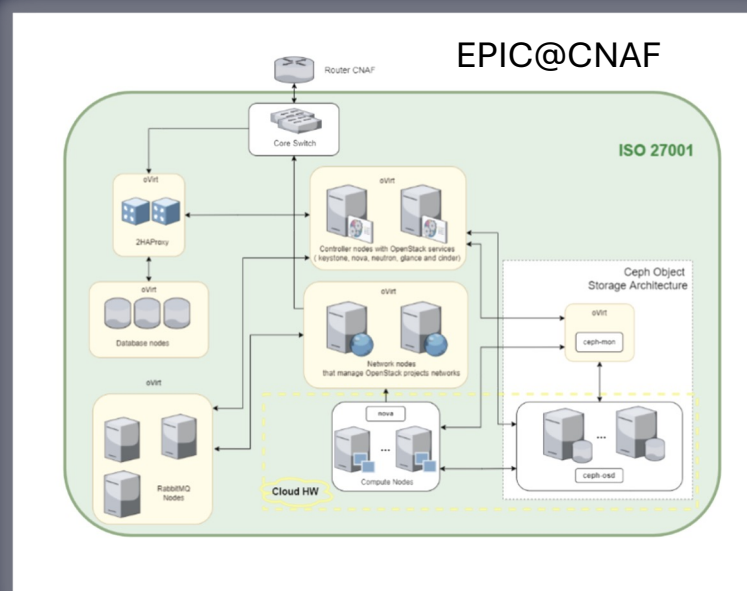 EPIC@CNAF
Router CNAF
Core Switch
ISO 27001
oVirt
2HAProxy
oVirt
Controller nodes with OpenStack services
( keystone, nova, neutron, glance and cinder)
oVirt
Database nodes
oVirt
Network nodes
that manage OpenStack projects networks
Ceph Object
Storage Architecture
oVirt
ceph-mon
oVirt
RabbitMQ
Nodes
nova
...
Compute Nodes
Cloud HW
...
ceph-osd